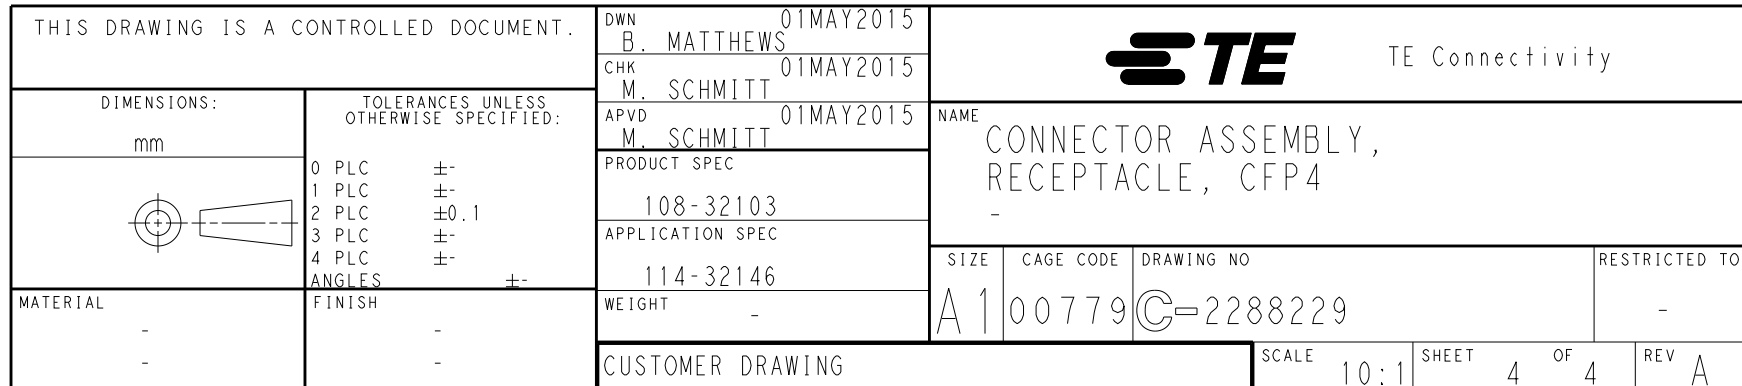 THIS DRAWING IS A CONTROLLED DOCUMENT.
DIMENSIONS:
mm
TOLERANCES UNLESS
OTHERWISE SPECIFIED:
0 PLC ±-
1 PLC ±-
2 PLC ±0.1
3 PLC ±-
4 PLC ±-
ANGLES ±-
MATERIAL
-
-
FINISH
-
-
DWN 01MAY2015
B. MATTHEWS
CHK 01MAY2015
M. SCHMITT
APVD 01MAY2015
M. SCHMITT
PRODUCT SPEC
108-32103
APPLICATION SPEC
114-32146
WEIGHT -
CUSTOMER DRAWING
TE TE Connectivity
NAME
CONNECTOR ASSEMBLY,
RECEPTACLE, CFP4
-
SIZE CAGE CODE DRAWING NO RESTRICTED TO
A1 00779 C-2288229 -
SCALE 10:1 SHEET 4 OF 4 REV A